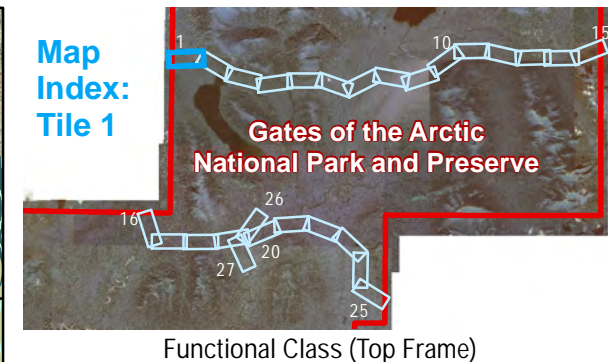 Map
Index:
Tile 1
1
10
15
Gates of the Arctic
National Park and Preserve
16
26
20
27
25
Functional Class (Top Frame)